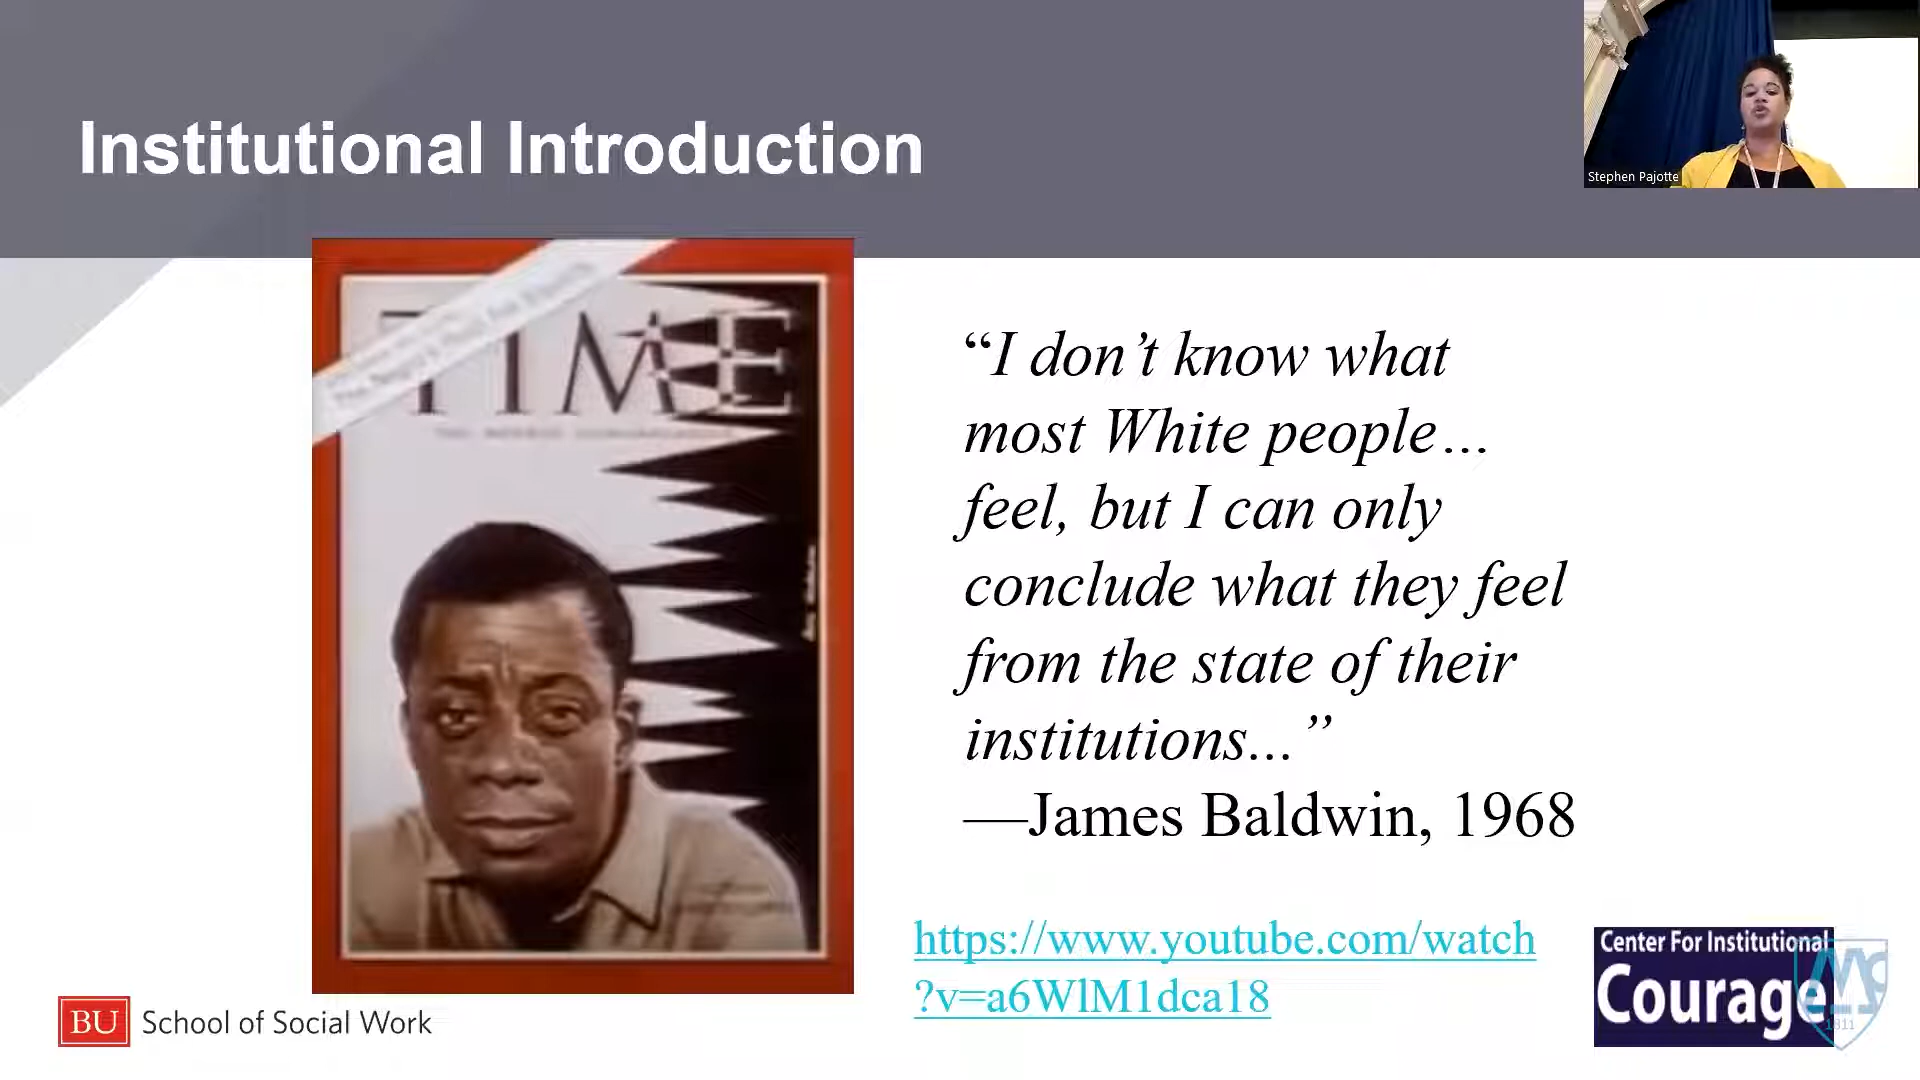 Institutional Introduction
Stephen Pajotte
TIME
“I don’t know what
most White people…
feel, but I can only
conclude what they feel
from the state of their
institutions...”
—James Baldwin, 1968
https://www.youtube.com/watch
?v=a6WlM1dca18
BU School of Social Work
Center For Institutional
Courage
1811